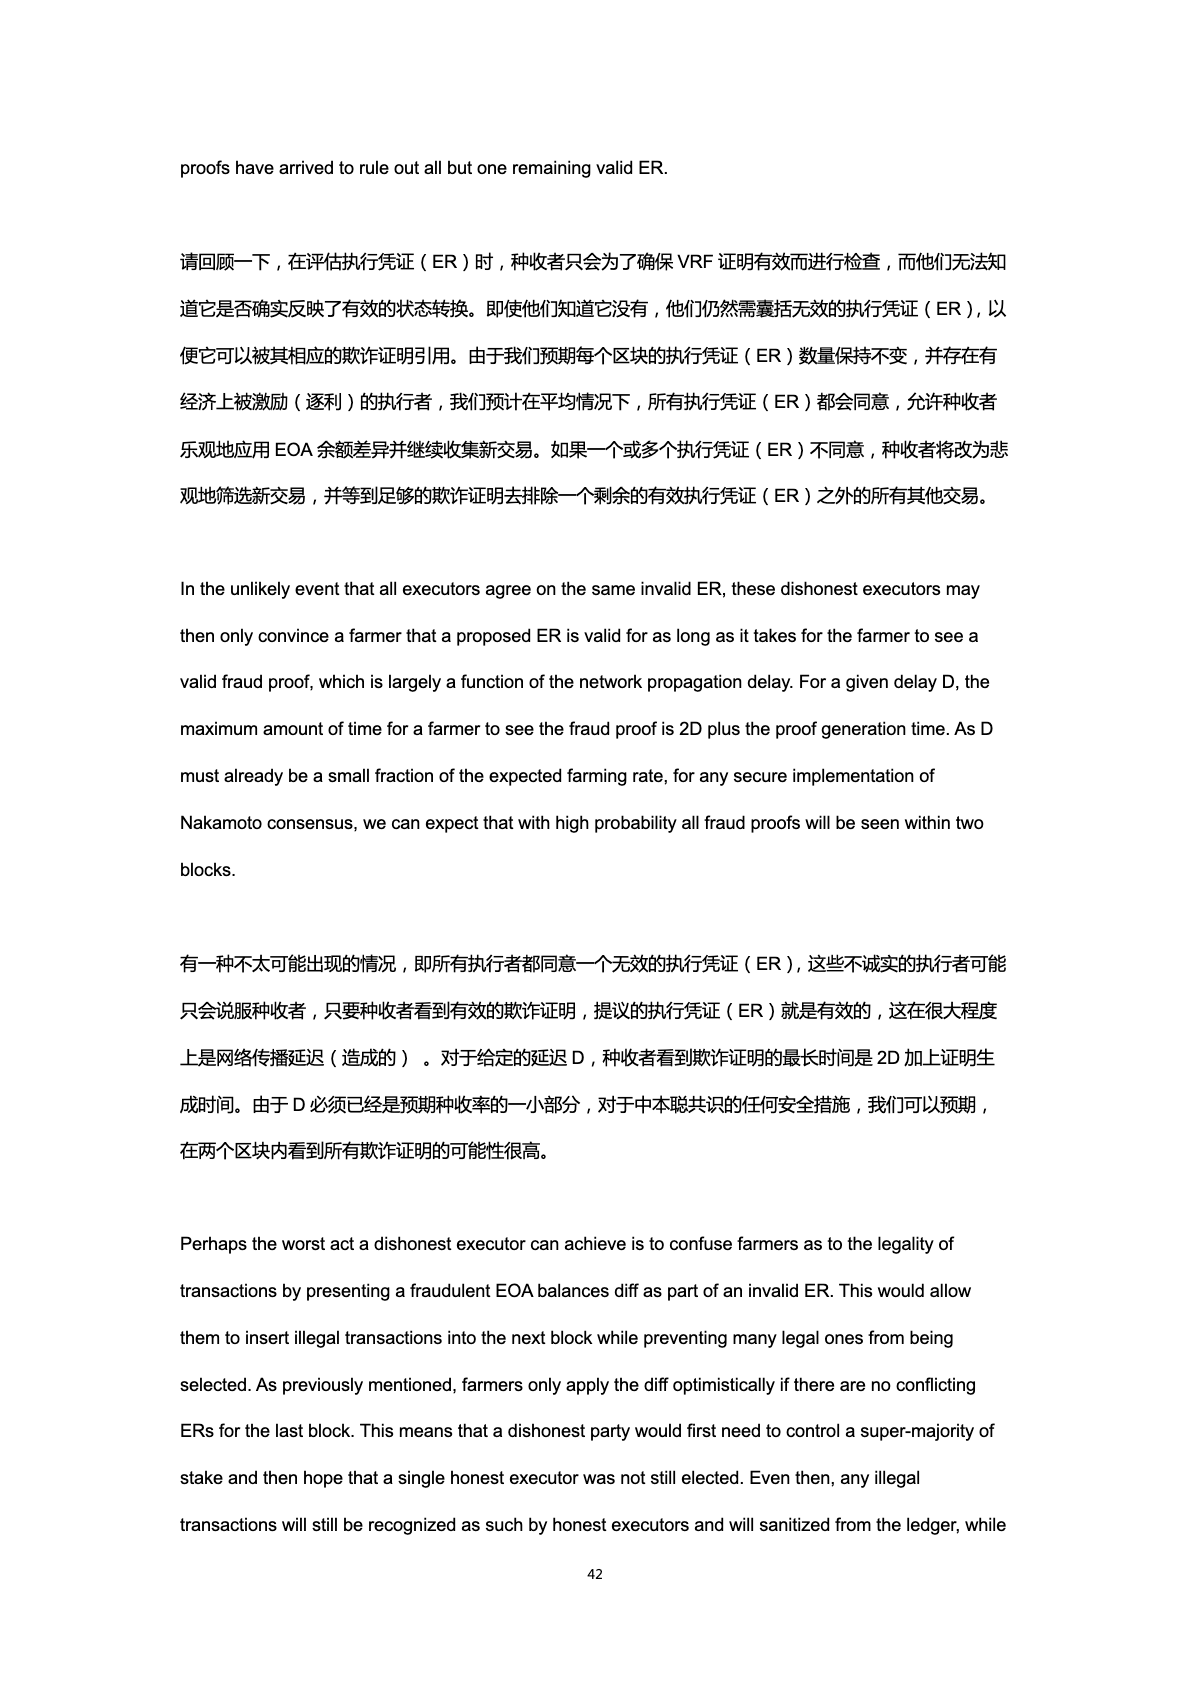 proofs have arrived to rule out all but one remaining valid ER.
请回顾一下，在评估执行凭证（ER）时，种收者只会为了确保 VRF 证明有效而进行检查，而他们无法知
道它是否确实反映了有效的状态转换。即使他们知道它没有，他们仍然需囊括无效的执行凭证（ER），以
便它可以被其相应的欺诈证明引用。由于我们预期每个区块的执行凭证（ER）数量保持不变，并存在有
经济上被激励（逐利）的执行者，我们预计在平均情况下，所有执行凭证（ER）都会同意，允许种收者
乐观地应用 EOA 余额差异并继续收集新交易。如果一个或多个执行凭证（ER）不同意，种收者将改为悲
观地筛选新交易，并等到足够的欺诈证明去排除一个剩余的有效执行凭证（ER）之外的所有其他交易。
In the unlikely event that all executors agree on the same invalid ER, these dishonest executors may
then only convince a farmer that a proposed ER is valid for as long as it takes for the farmer to see a
valid fraud proof, which is largely a function of the network propagation delay. For a given delay D, the
maximum amount of time for a farmer to see the fraud proof is 2D plus the proof generation time. As D
must already be a small fraction of the expected farming rate, for any secure implementation of
Nakamoto consensus, we can expect that with high probability all fraud proofs will be seen within two
blocks.
有一种不太可能出现的情况，即所有执行者都同意一个无效的执行凭证（ER），这些不诚实的执行者可能
只会说服种收者，只要种收者看到有效的欺诈证明，提议的执行凭证（ER）就是有效的，这在很大程度
上是网络传播延迟（造成的） 。对于给定的延迟 D，种收者看到欺诈证明的最长时间是 2D 加上证明生
成时间。由于 D 必须已经是预期种收率的一小部分，对于中本聪共识的任何安全措施，我们可以预期，
在两个区块内看到所有欺诈证明的可能性很高。
Perhaps the worst act a dishonest executor can achieve is to confuse farmers as to the legality of
transactions by presenting a fraudulent EOA balances diff as part of an invalid ER. This would allow
them to insert illegal transactions into the next block while preventing many legal ones from being
selected. As previously mentioned, farmers only apply the diff optimistically if there are no conflicting
ERs for the last block. This means that a dishonest party would first need to control a super-majority of
stake and then hope that a single honest executor was not still elected. Even then, any illegal
transactions will still be recognized as such by honest executors and will sanitized from the ledger, while
42